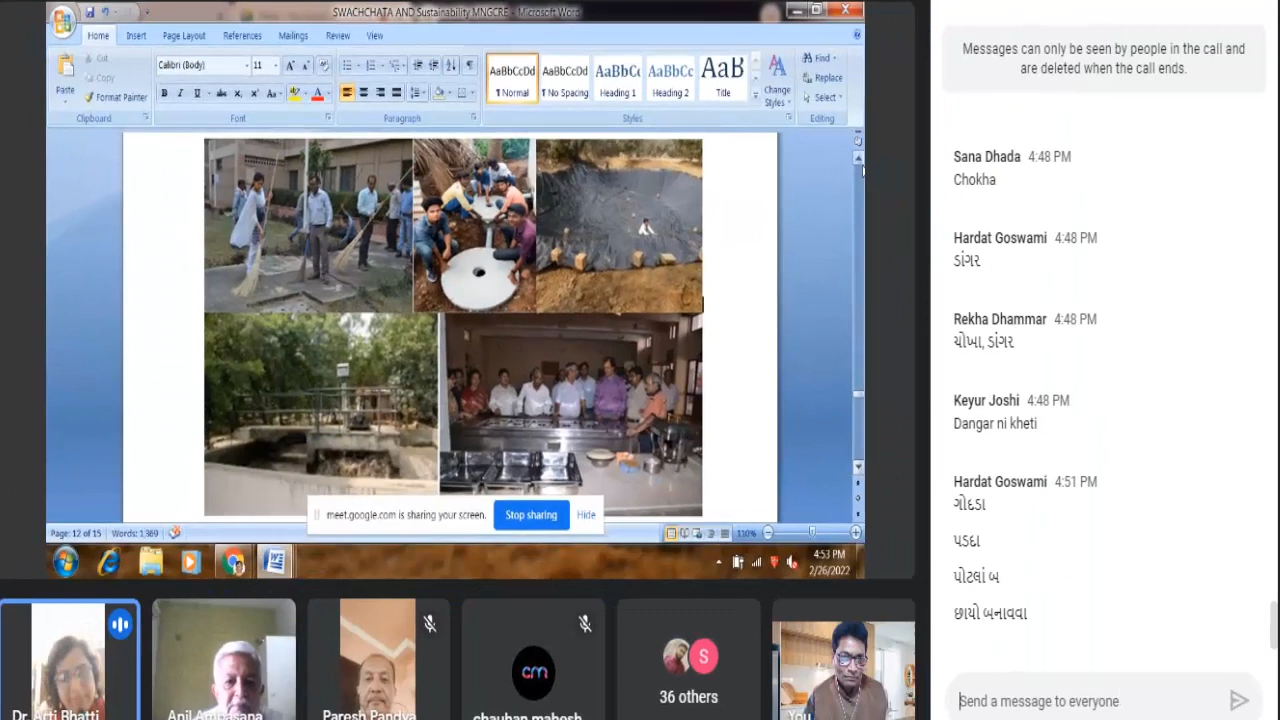 SWACHCHATA AND Sustainability MNGCRE - Microsoft Word
Home Insert Page Layout References Mailings Review View
Paste
Cut
Copy
Format Painter
Clipboard
Calibri (Body) 11
Font
Paragraph
AaBbCcDd AaBbCcDd AaBbCc AaBbCc AaB
¶ Normal ¶ No Spacing Heading 1 Heading 2 Title
Change Styles
Styles
Find
Replace
Select
Editing
meet.google.com is sharing your screen. Stop sharing Hide
Page: 12 of 15 Words: 1,369 110%
4:53 PM
2/26/2022
Dr. Arti Bhatti
Anil Ambasana
Paresh Pandya
cm
chauhan mahesh
S
36 others
You
Messages can only be seen by people in the call and
are deleted when the call ends.
Sana Dhada 4:48 PM
Chokha
Hardat Goswami 4:48 PM
ડાંગર
Rekha Dhammar 4:48 PM
ચોખા, ડાંગર
Keyur Joshi 4:48 PM
Dangar ni kheti
Hardat Goswami 4:51 PM
ગોદડા
પડદા
પોટલાં બ
છાયો બનાવવા
Send a message to everyone